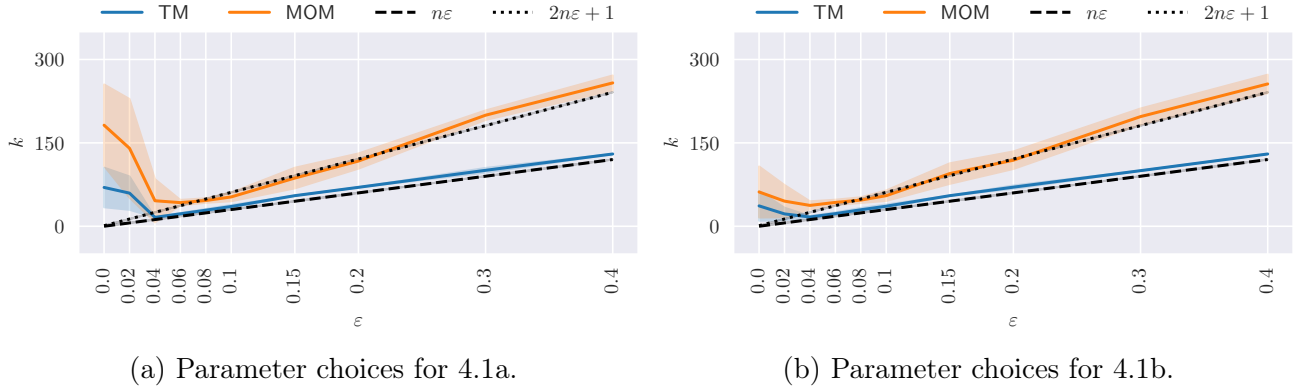 TM MOM nε 2nε + 1
300
150
0
k
0.0 0.02 0.04 0.06 0.08 0.1 0.15 0.2 0.3 0.4
ε
(a) Parameter choices for 4.1a.
TM MOM nε 2nε + 1
300
150
0
k
0.0 0.02 0.04 0.06 0.08 0.1 0.15 0.2 0.3 0.4
ε
(b) Parameter choices for 4.1b.